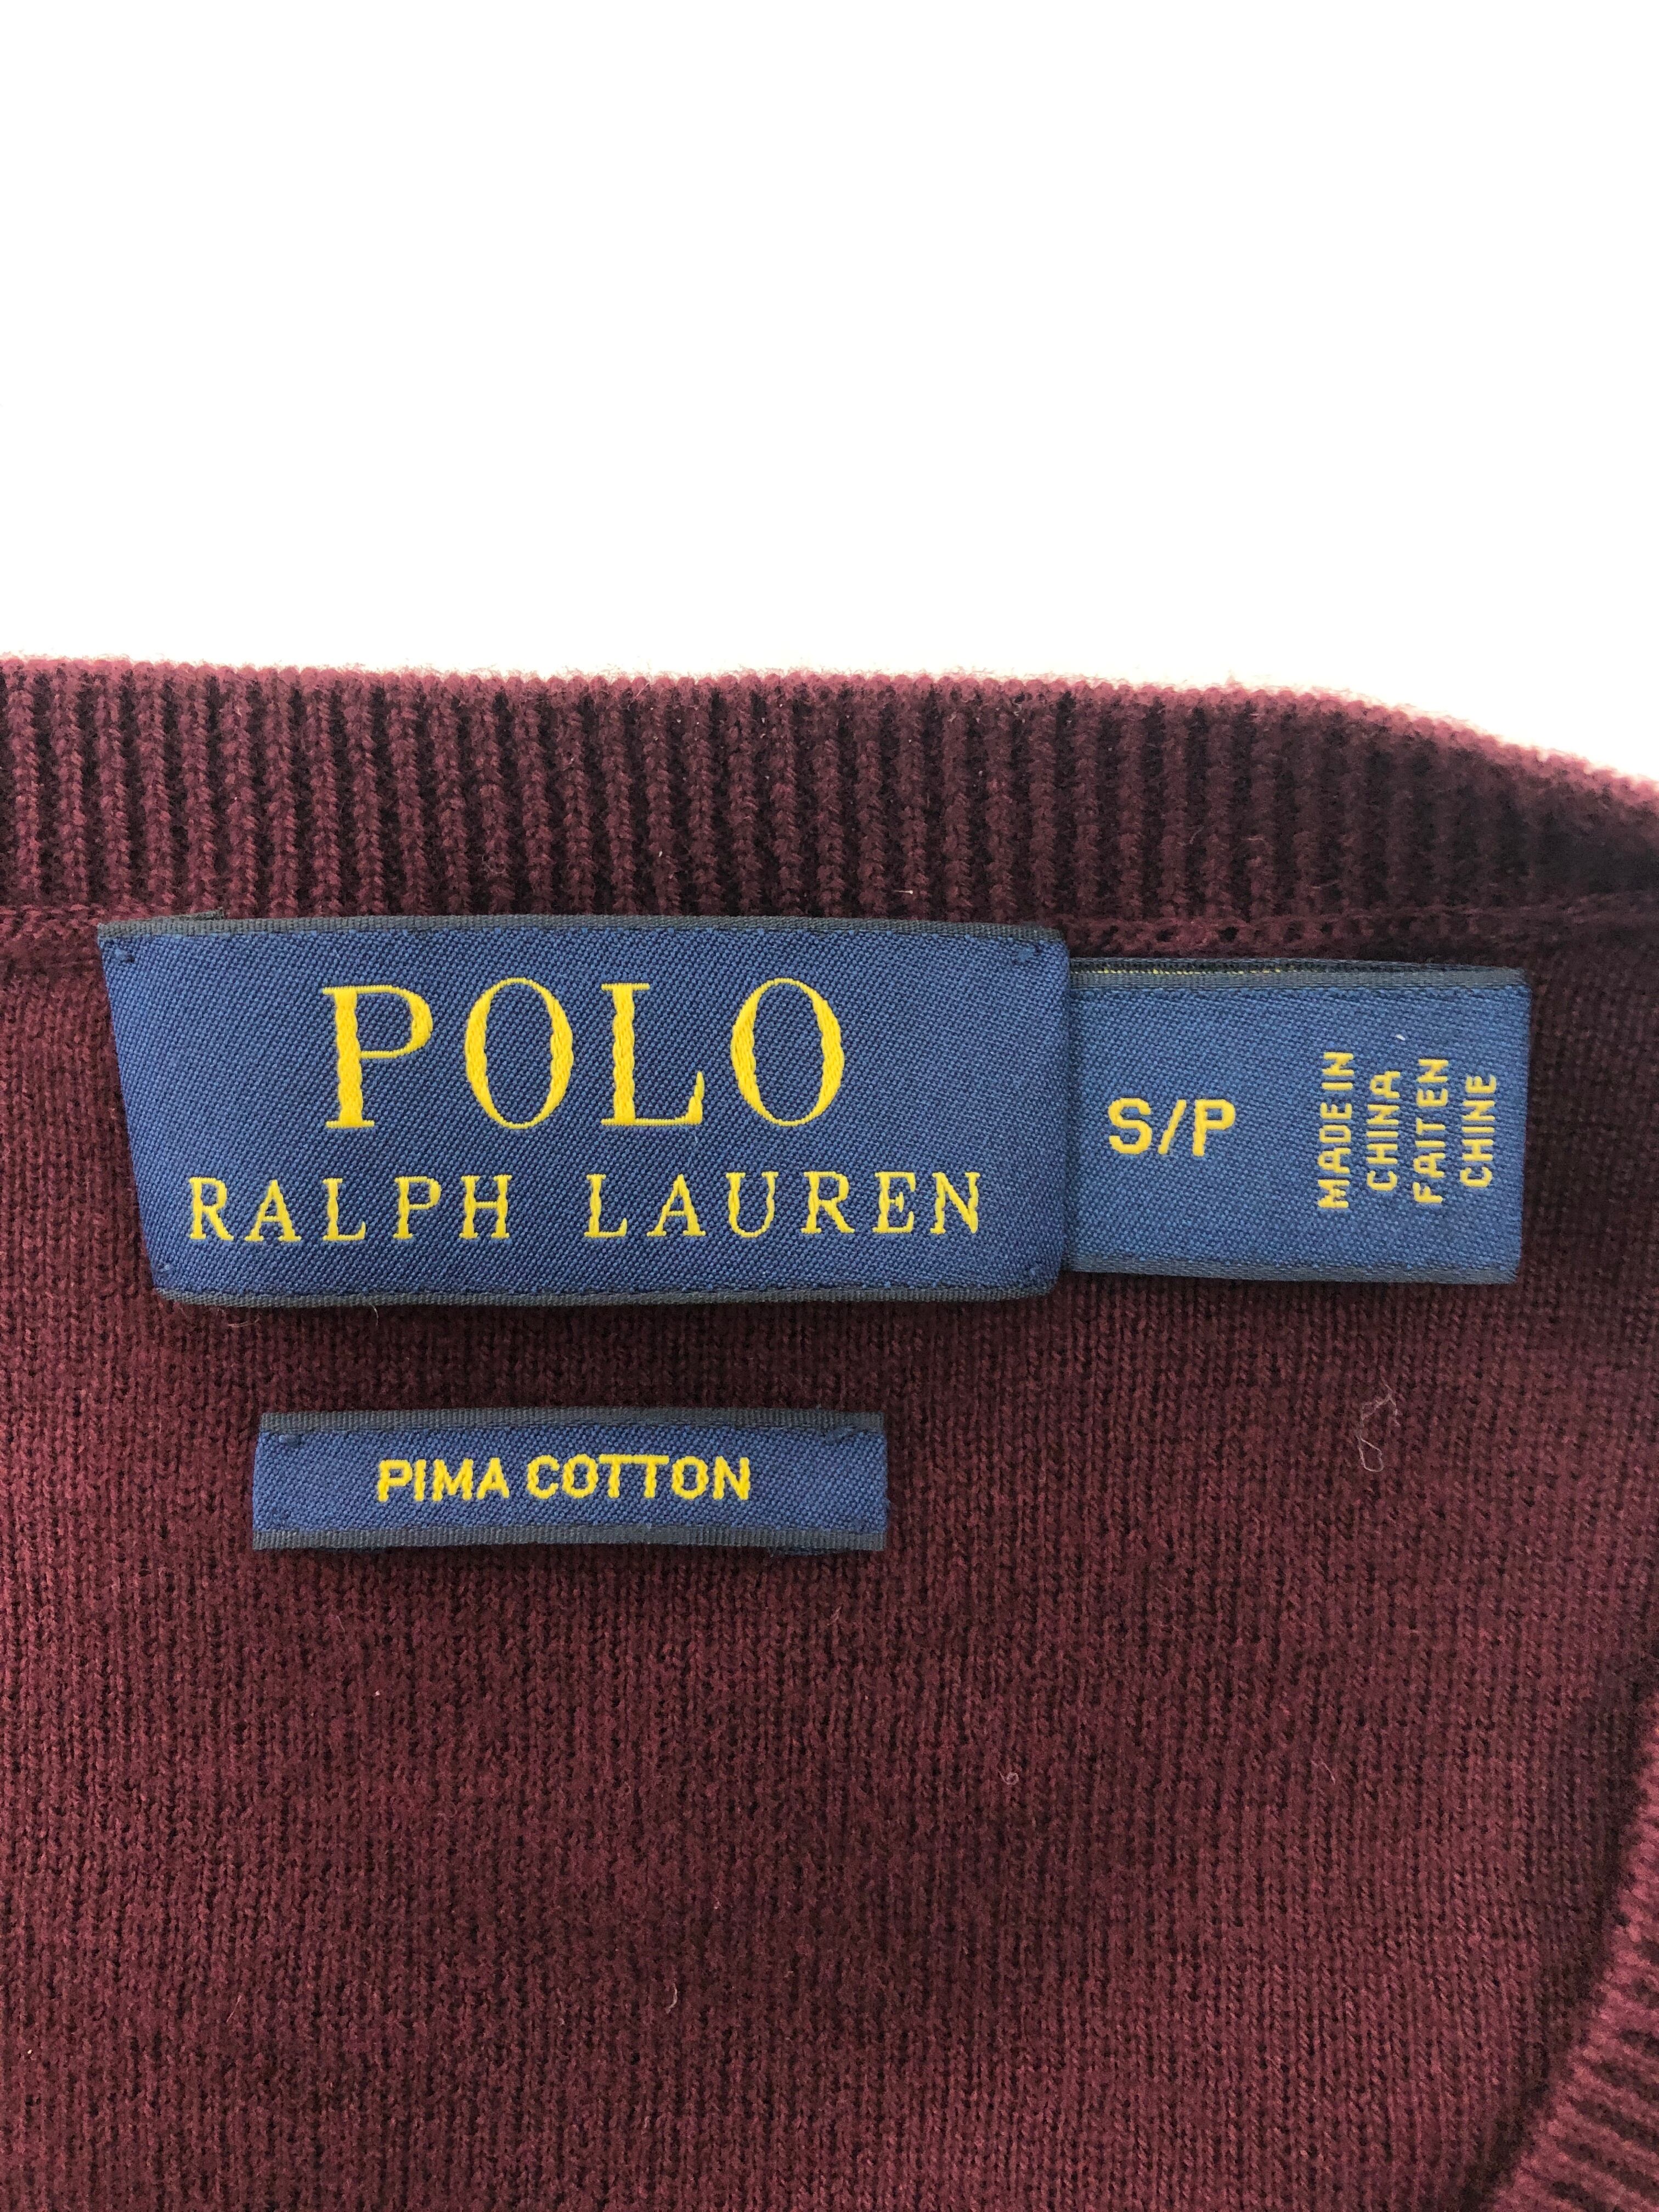 POLO
RALPH LAUREN
S/P
MADE IN
CHINA
FAIT EN
CHINE
PIMA COTTON